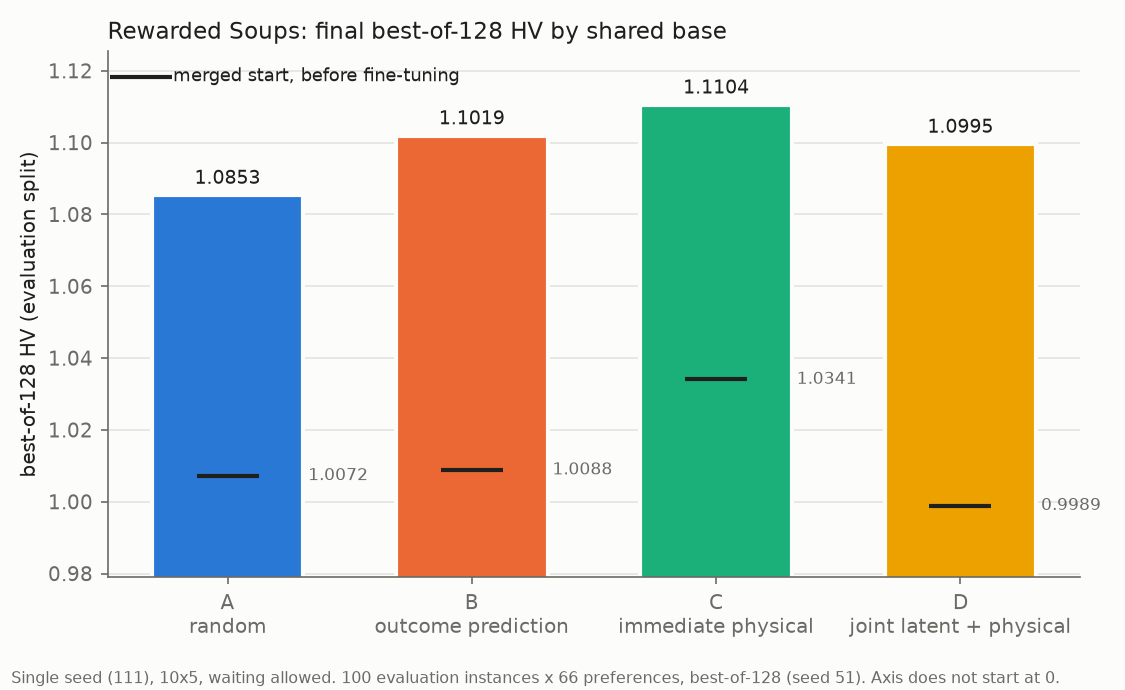 Rewarded Soups: final best-of-128 HV by shared base
merged start, before fine-tuning
best-of-128 HV (evaluation split)
1.12
1.10
1.08
1.06
1.04
1.02
1.00
0.98
1.0853
1.1019
1.1104
1.0995
1.0072
1.0088
1.0341
0.9989
A
random
B
outcome prediction
C
immediate physical
D
joint latent + physical
Single seed (111), 10x5, waiting allowed. 100 evaluation instances x 66 preferences, best-of-128 (seed 51). Axis does not start at 0.